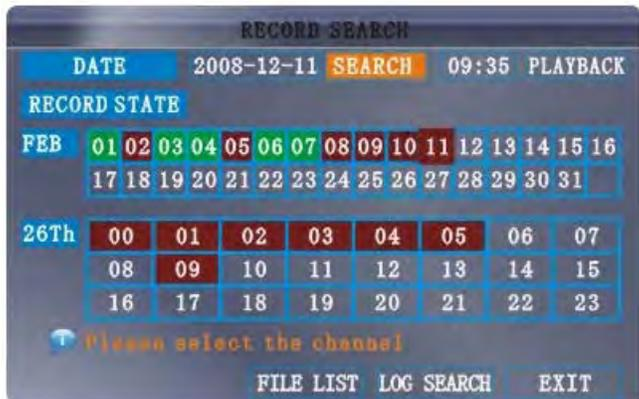 RECORD SEARCH
DATE 2008-12-11 SEARCH 09:35 PLAYBACK
RECORD STATE
FEB 01 02 03 04 05 06 07 08 09 10 11 12 13 14 15 16
17 18 19 20 21 22 23 24 25 26 27 28 29 30 31
26Th 00 01 02 03 04 05 06 07
08 09 10 11 12 13 14 15
16 17 18 19 20 21 22 23
Please select the channel
FILE LIST LOG SEARCH EXIT